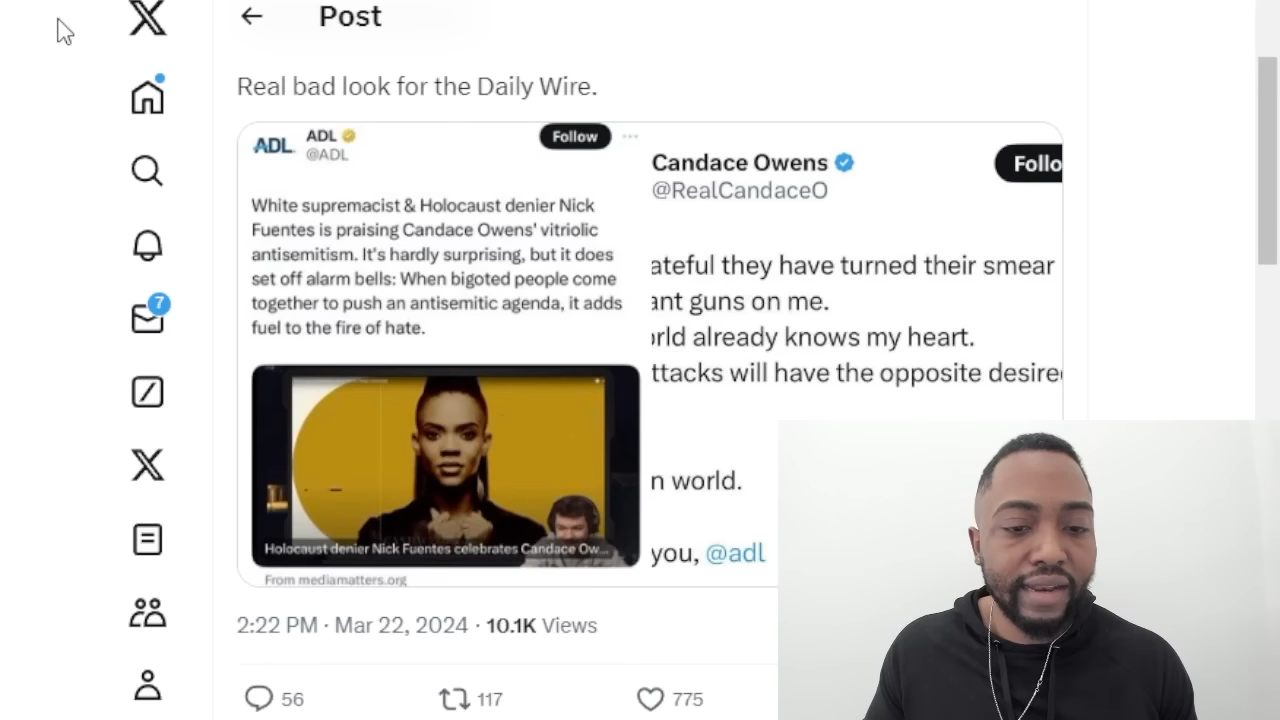 Post
Real bad look for the Daily Wire.
ADL
ADL
@ADL
Follow
White supremacist & Holocaust denier Nick
Fuentes is praising Candace Owens' vitriolic
antisemitism. It's hardly surprising, but it does
set off alarm bells: When bigoted people come
together to push an antisemitic agenda, it adds
fuel to the fire of hate.
Holocaust denier Nick Fuentes celebrates Candace Ow...
From mediamatters.org
Candace Owens
@RealCandaceO
Follo
ateful they have turned their smear
ant guns on me.
orld already knows my heart.
ttacks will have the opposite desire
n world.
you, @adl
2:22 PM · Mar 22, 2024 · 10.1K Views
56
117
775
7